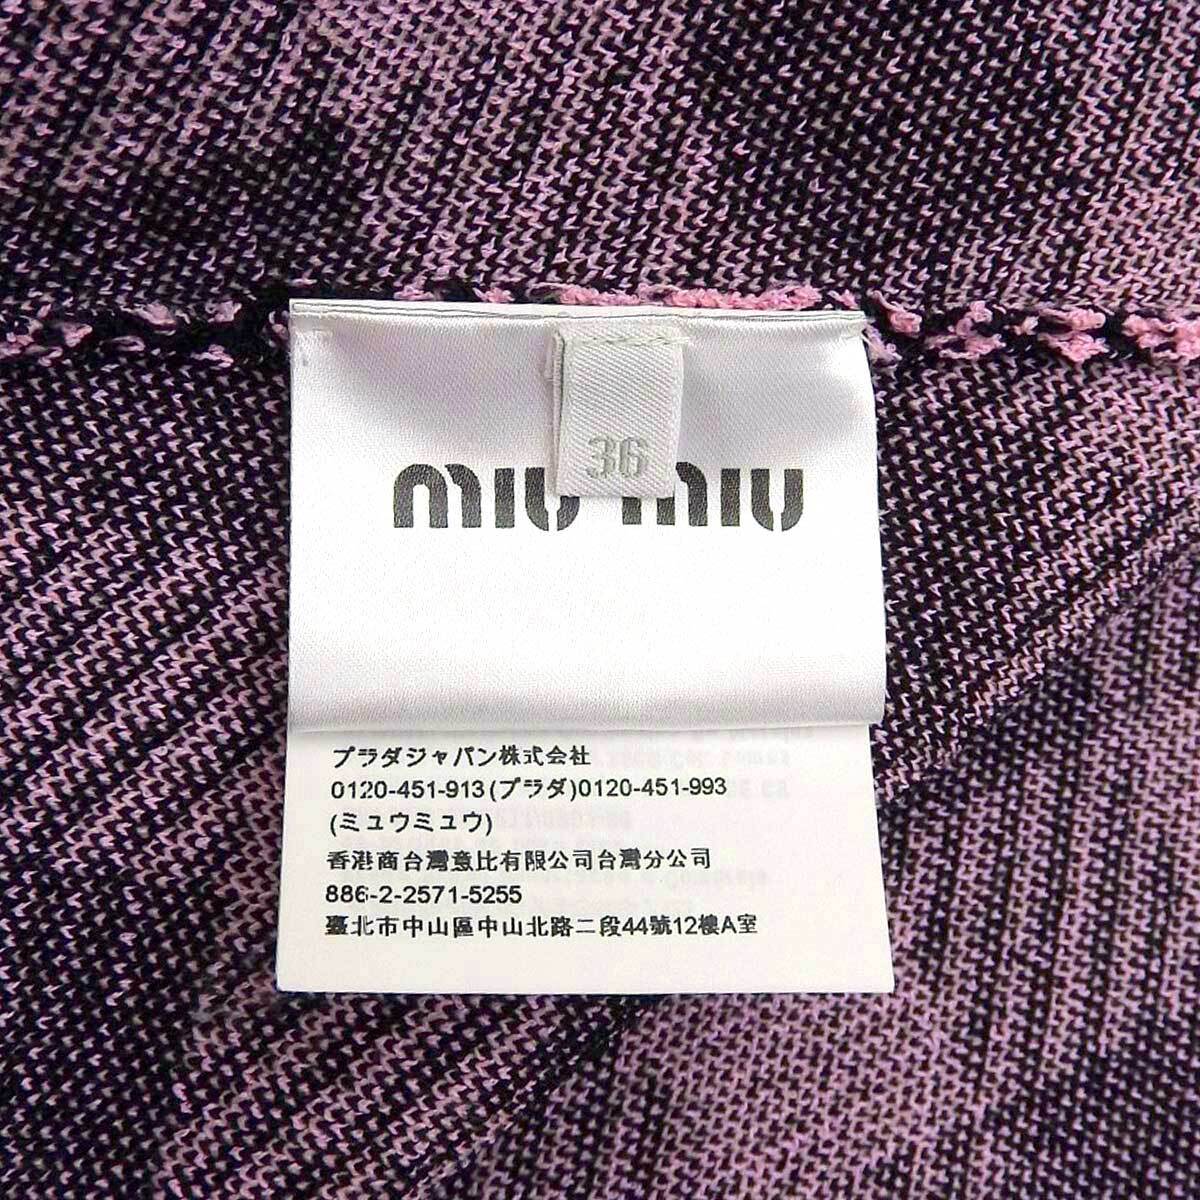 36
miu miu
プラダジャパン株式会社
0120-451-913(プラダ)0120-451-993
(ミュウミュウ)
香港商台灣意比有限公司台灣分公司
886-2-2571-5255
臺北市中山區中山北路二段44號12樓A室